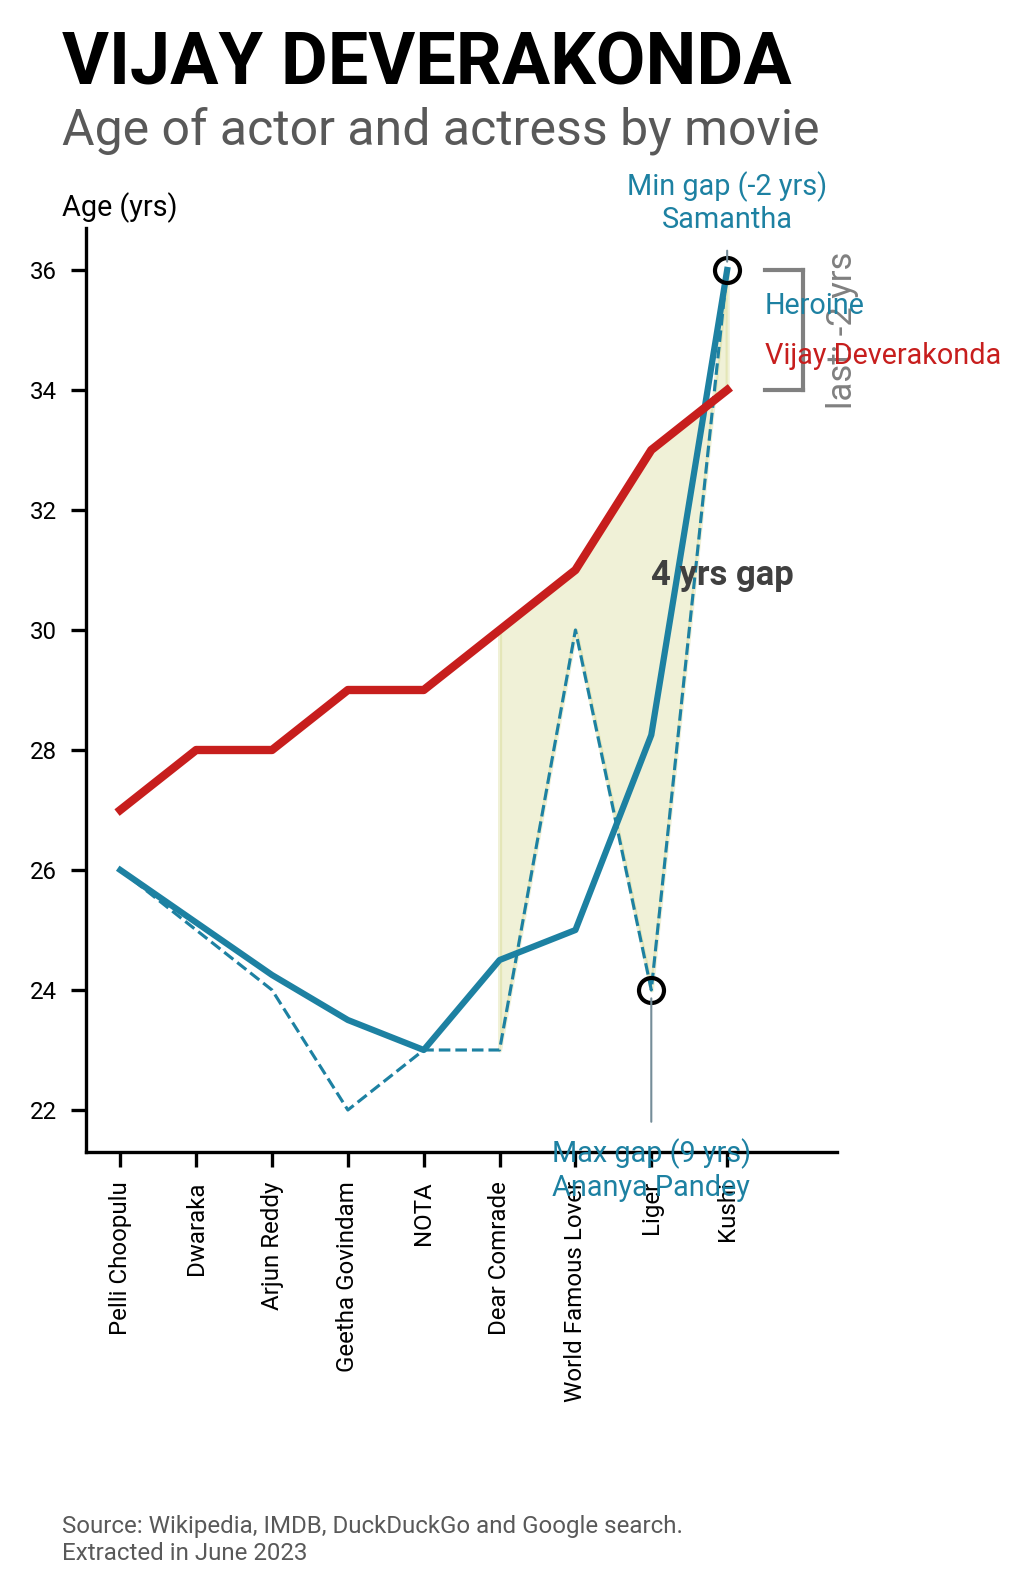 VIJAY DEVERAKONDA
Age of actor and actress by movie
Min gap (-2 yrs)
Samantha
Age (yrs)
36
34
32
30
28
26
24
22
last: -2 yrs
Heroine
Vijay Deverakonda
4 yrs gap
Max gap (9 yrs)
Ananya Pandey
Pelli Choopulu
Dwaraka
Arjun Reddy
Geetha Govindam
NOTA
Dear Comrade
World Famous Lover
Liger
Kushi
Source: Wikipedia, IMDB, DuckDuckGo and Google search.
Extracted in June 2023